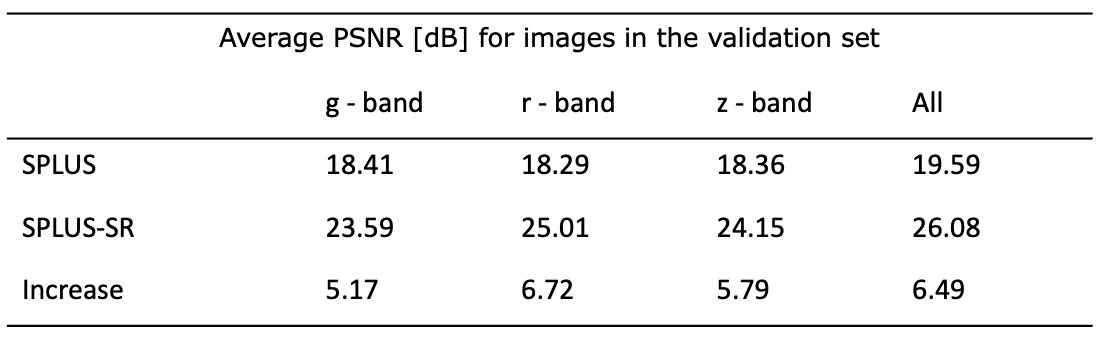 Average PSNR [dB] for images in the validation set
g - band r - band z - band All
SPLUS 18.41 18.29 18.36 19.59
SPLUS-SR 23.59 25.01 24.15 26.08
Increase 5.17 6.72 5.79 6.49